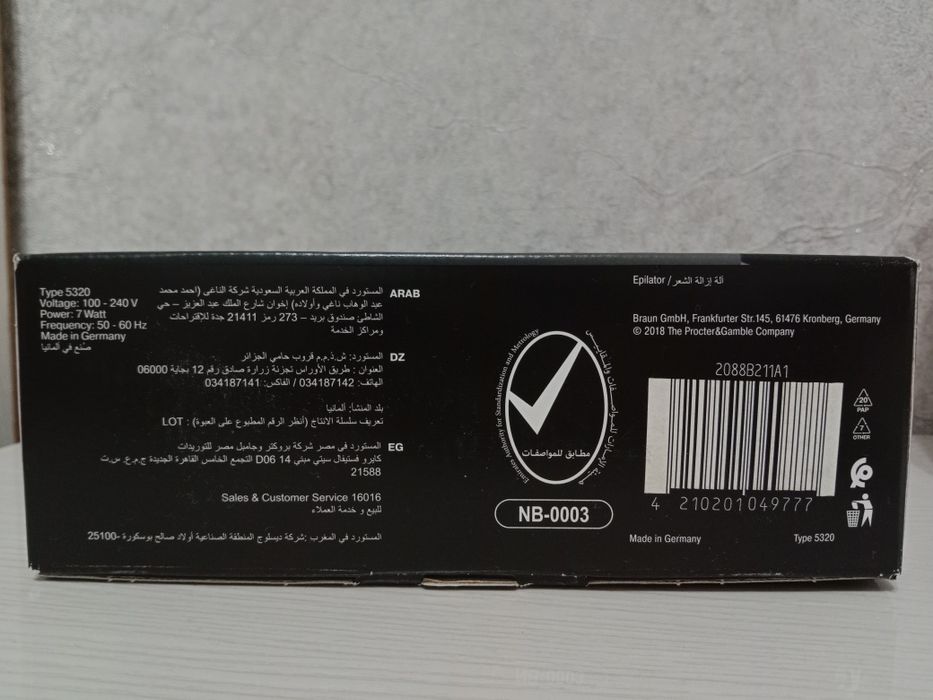 Type 5320
Voltage: 100 - 240 V
Power: 7 Watt
Frequency: 50 - 60 Hz
Made in Germany
صنع في ألمانيا
ARAB المستورد في المملكة العربية السعودية شركة الناغي (احمد محمد
عبد الوهاب ناغي وأولاده) إخوان شارع الملك عبد العزيز – حي
الشاطئ صندوق بريد – 273 رمز 21411 جدة للإقتراحات
ومراكز الخدمة
DZ المستورد: ش.ذ.م.م قروب حامي الجزائر
العنوان : طريق الأوراس تجزئة زرارة صادق رقم 12 بجاية 06000
الهاتف: 034187142 / الفاكس: 034187141
بلد المنشأ: ألمانيا
تعريف سلسلة الانتاج (أنظر الرقم المطبوع على العبوة) : LOT
EG المستورد في مصر شركة بروكتر وجامبل مصر للتوريدات
كايرو فستيفال سيتي مبني 14 D06 التجمع الخامس القاهرة الجديدة ج.م.ع. س.ت
21588
Sales & Customer Service 16016
للبيع و خدمة العملاء
المستورد في المغرب :شركة ديسلوج المنطقة الصناعية أولاد صالح بوسكورة -25100
Emirates Authority for Standardization and Metrology
هيئة الإمارات للمواصفات والمقاييس
مطابق للمواصفات
NB-0003
Epilator / آلة إزالة الشعر
Braun GmbH, Frankfurter Str.145, 61476 Kronberg, Germany
© 2018 The Procter&Gamble Company
2088B211A1
4 210201049777
Made in Germany
Type 5320
20
PAP
7
OTHER